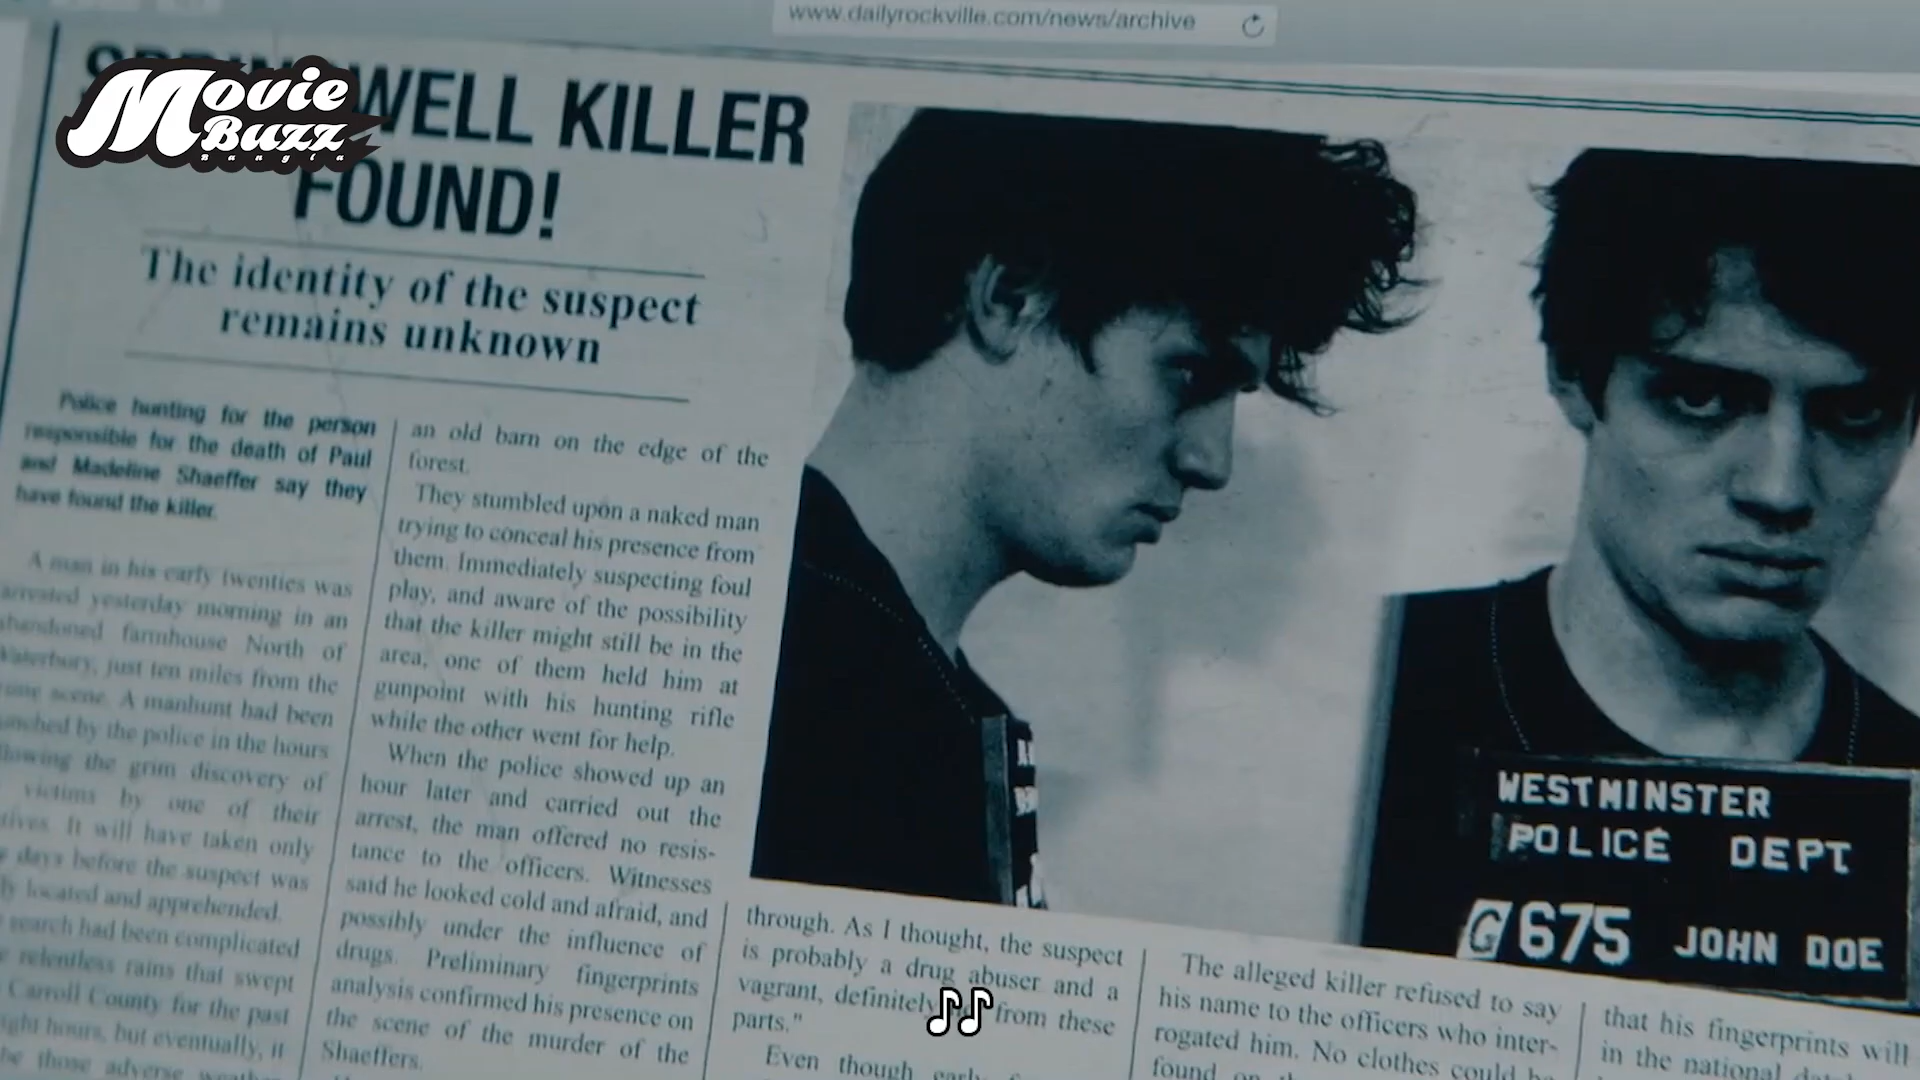 www.dailyrockville.com/news/archive
Movie
Buzz
Bangla
WELL KILLER
FOUND!
The identity of the suspect
remains unknown
Police hunting for the person
responsible for the death of Paul
and Madeline Shaeffer say they
have found the killer.
A man in his early twenties was
arrested yesterday morning in an
abandoned farmhouse North of
Waterbury, just ten miles from the
scene. A manhunt had been
by the police in the hours
the grim discovery of
victims by one of their
It will have taken only
days before the suspect was
located and apprehended.
search had been complicated
relentless rains that swept
Carroll County for the past
hours, but eventually, it
those adverse weather
an old barn on the edge of the
forest.
They stumbled upon a naked man
trying to conceal his presence from
them. Immediately suspecting foul
play, and aware of the possibility
that the killer might still be in the
area, one of them held him at
gunpoint with his hunting rifle
while the other went for help.
When the police showed up an
hour later and carried out the
arrest, the man offered no resis-
tance to the officers. Witnesses
said he looked cold and afraid, and
possibly under the influence of
drugs. Preliminary fingerprints
analysis confirmed his presence on
the scene of the murder of the
Shaeffers.
WESTMINSTER
POLICE DEPT
G 675 JOHN DOE
through. As I thought, the suspect
is probably a drug abuser and a
vagrant, definitely from these
parts."
Even though early
The alleged killer refused to say
his name to the officers who inter-
rogated him. No clothes could be
found on
that his fingerprints will
in the national